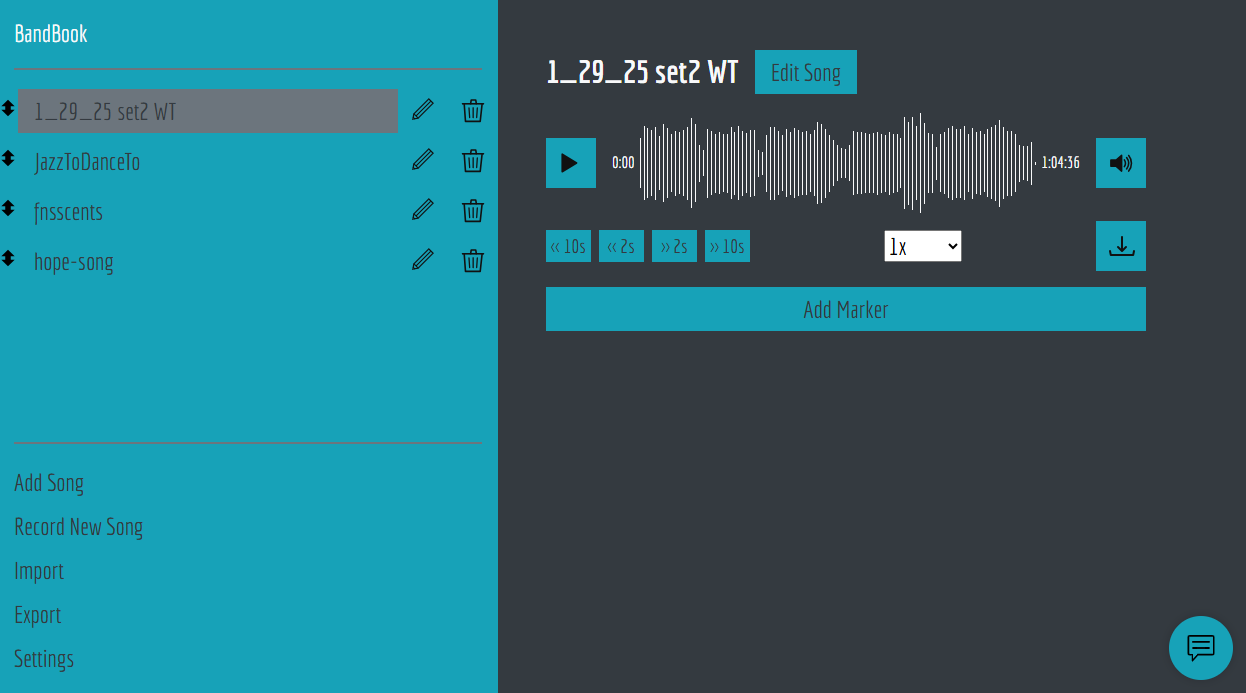 BandBook
1_29_25 set2 WT
JazzToDanceTo
fnsscents
hope-song
Add Song
Record New Song
Import
Export
Settings
1_29_25 set2 WT Edit Song
0:00 1:04:36
<< 10s << 2s >> 2s >> 10s 1x
Add Marker